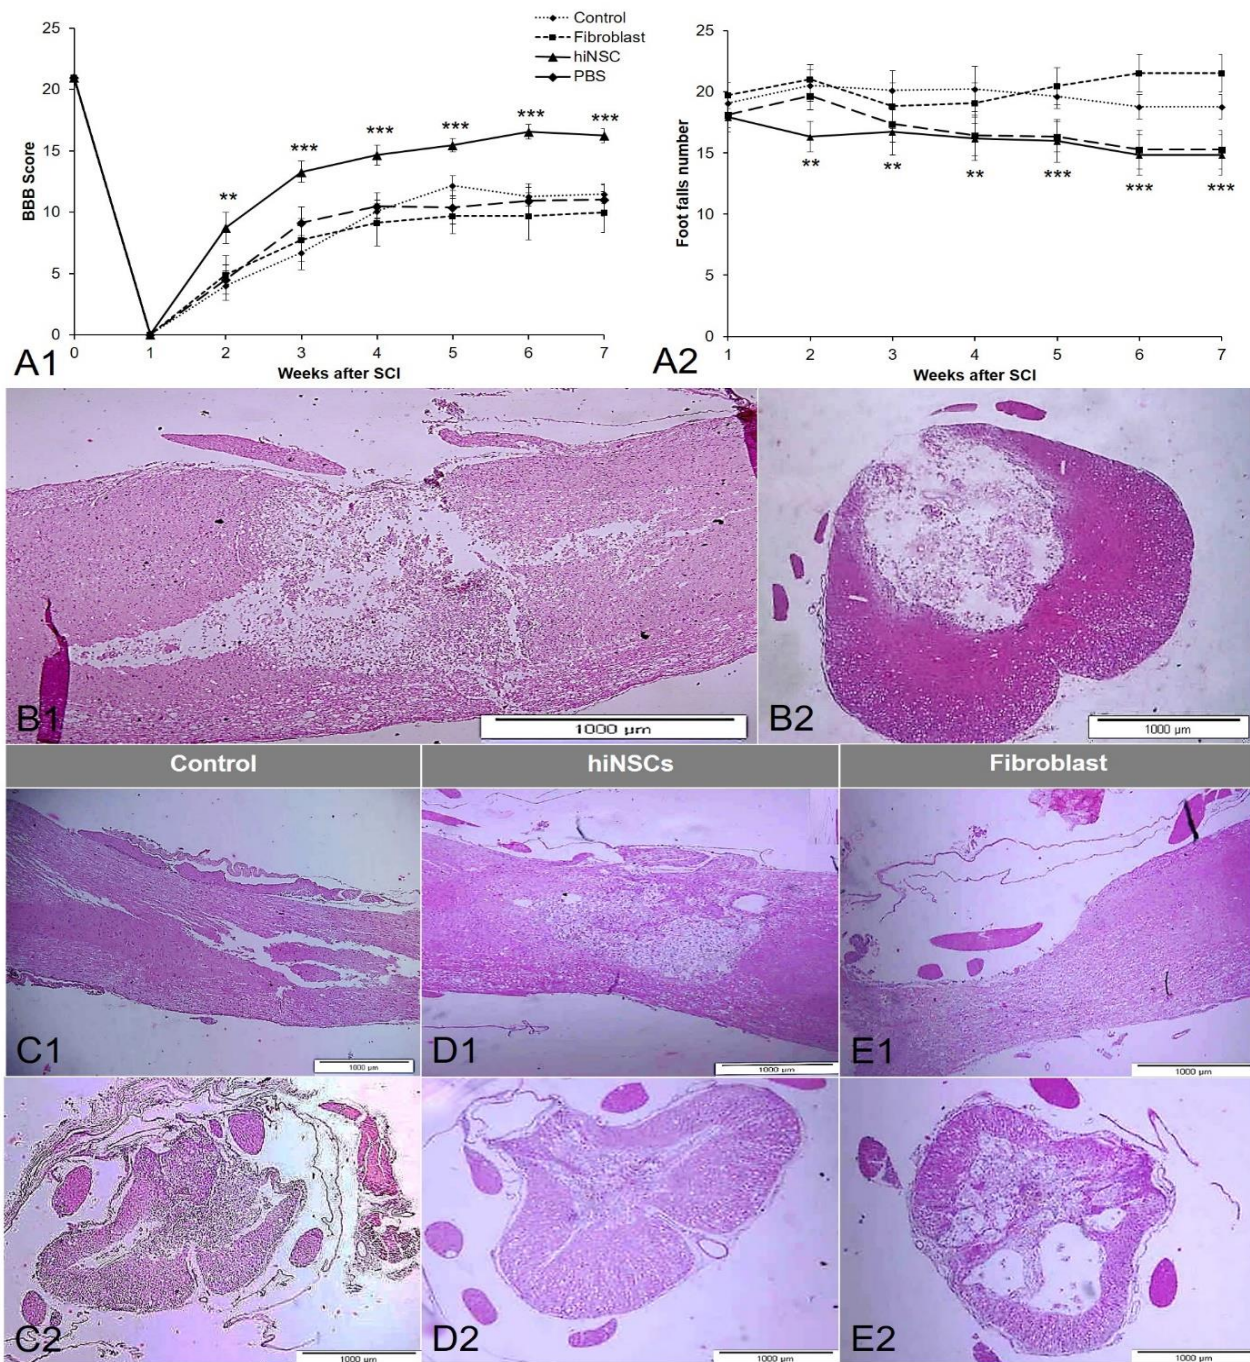 25
20
15
10
5
0
BBB Score
** *** *** *** *** ***
0 1 2 3 4 5 6 7
Weeks after SCI
A1
Control
Fibroblast
hiNSC
PBS
25
20
15
10
5
0
Foot falls number
** ** ** *** *** ***
1 2 3 4 5 6 7
Weeks after SCI
A2
B1
1000 µm
B2
1000 µm
Control
hiNSCs
Fibroblast
C1
1000 µm
D1
1000 µm
E1
1000 µm
C2
1000 µm
D2
1000 µm
E2
1000 µm